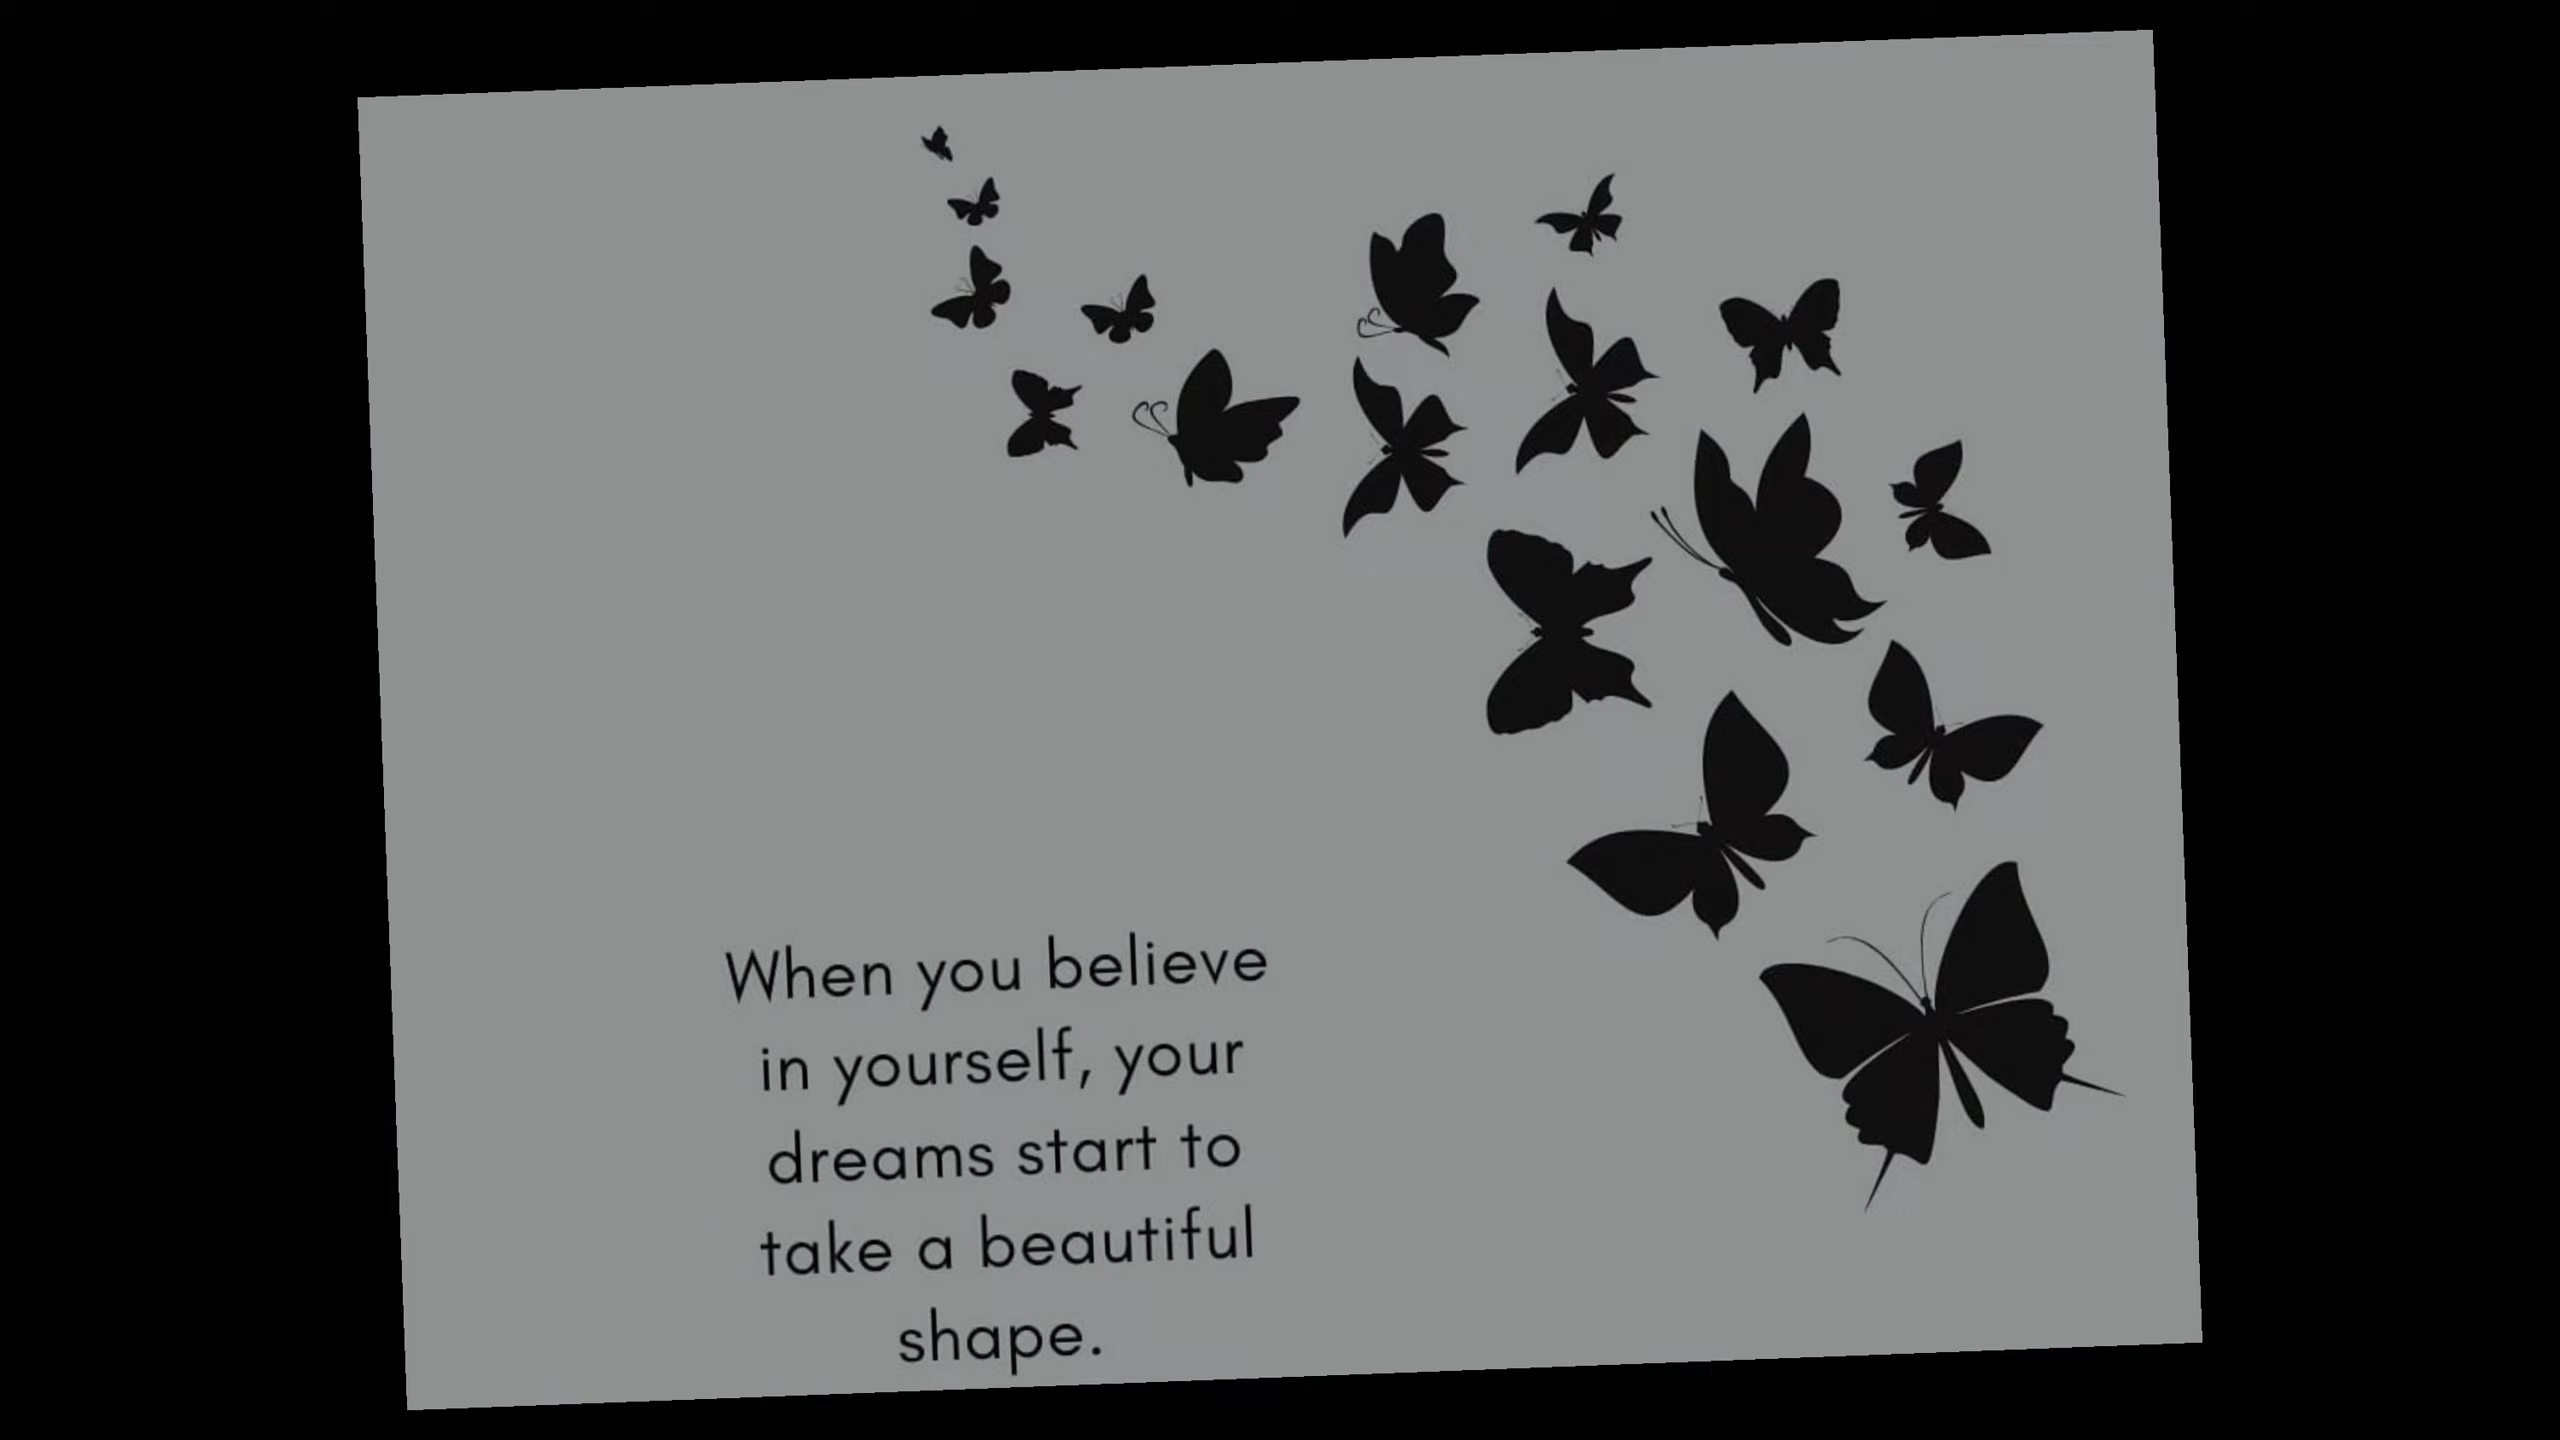 When you believe
in yourself, your
dreams start to
take a beautiful
shape.